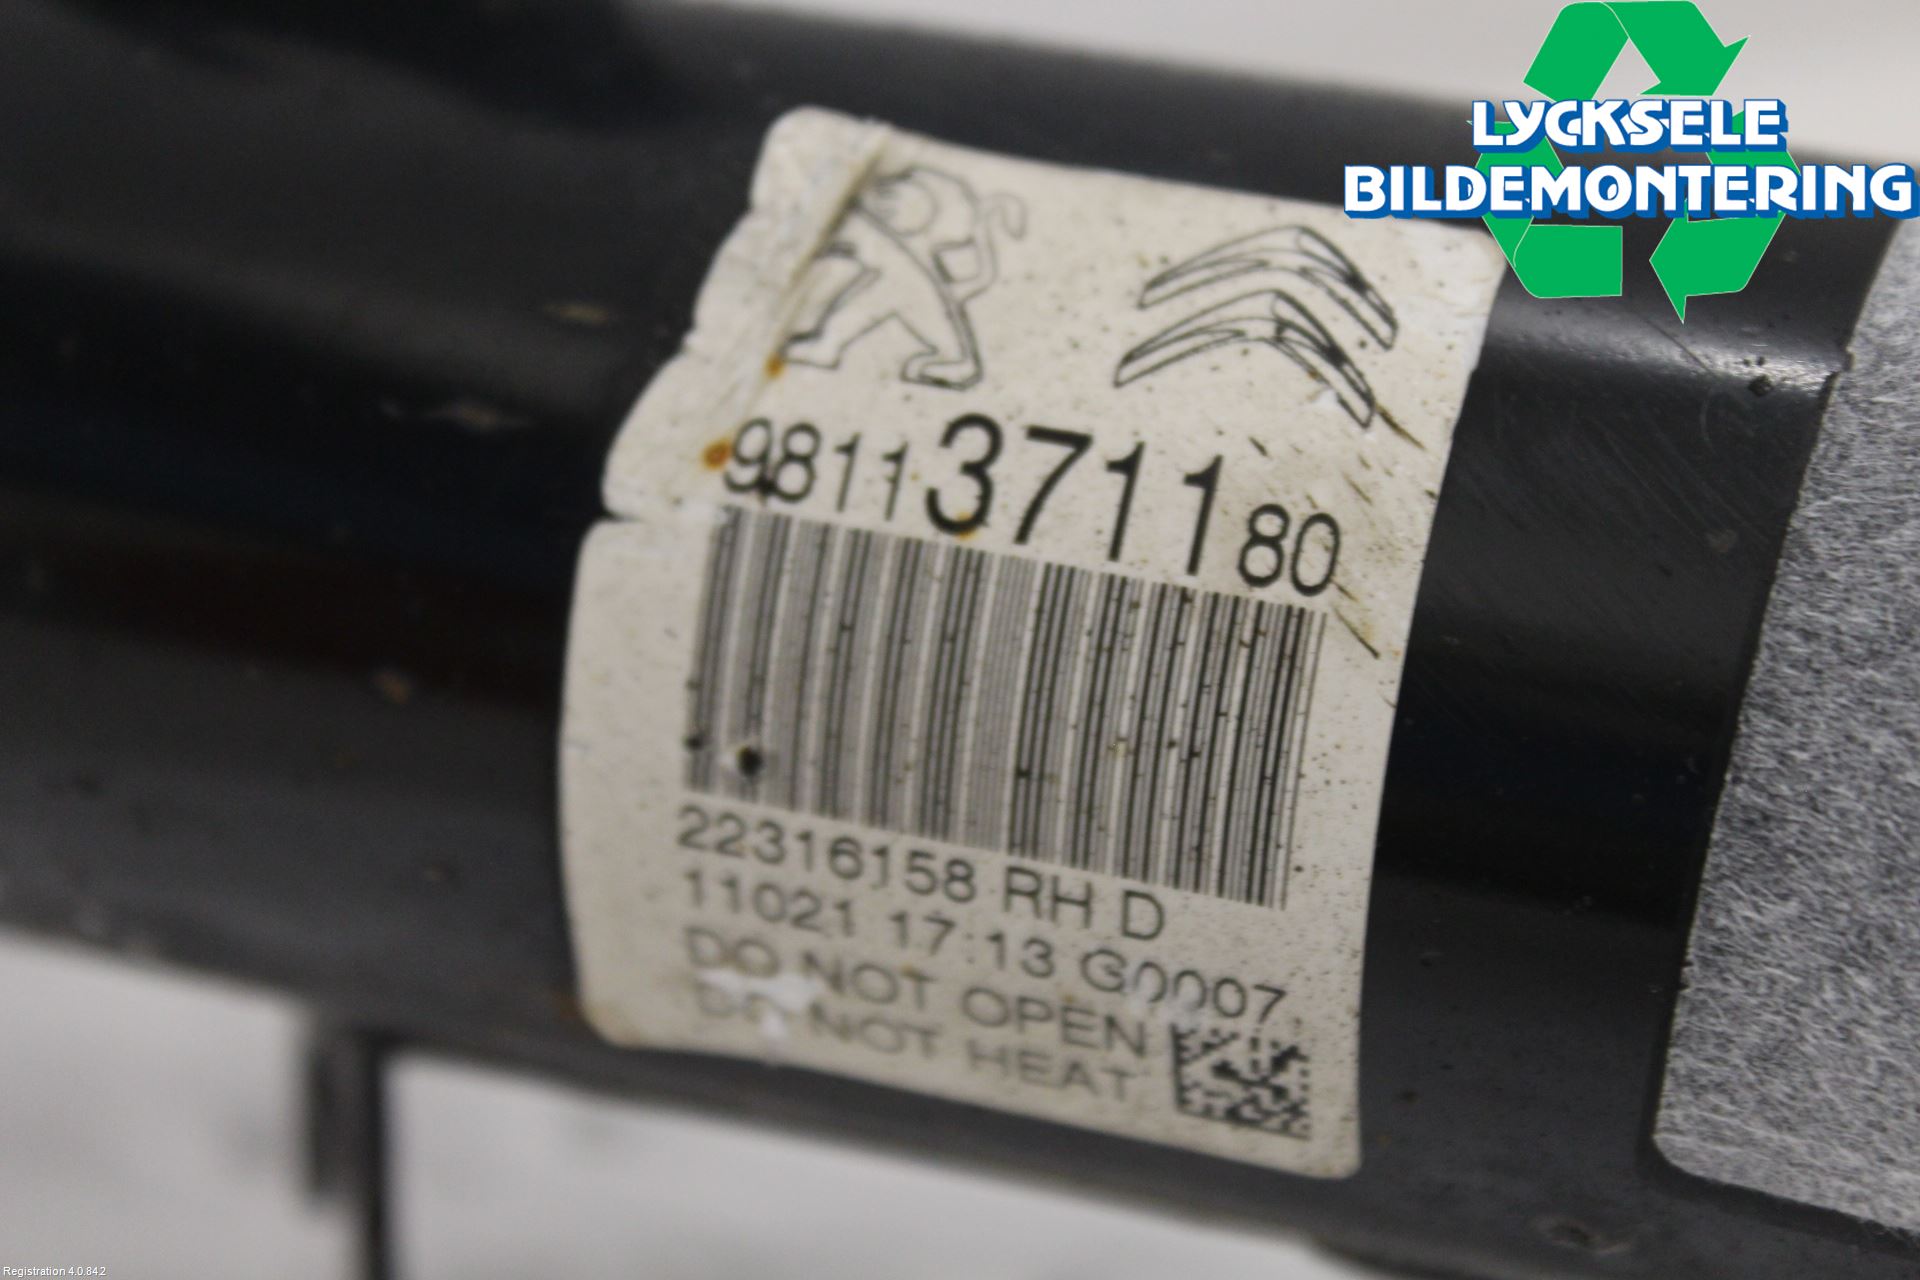 LYCKSELE
BILDEMONTERING
9811371180
22316158 RH D
11021 17:13 G0007
DO NOT OPEN
DO NOT HEAT
Registration 4.0.84.2